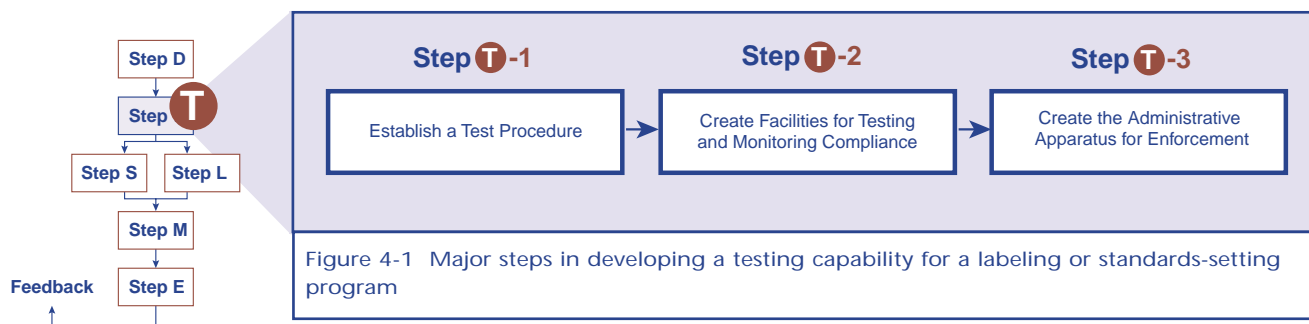 Step D
Step T
Step S
Step L
Step M
Step E
Feedback
Step T-1
Establish a Test Procedure
Step T-2
Create Facilities for Testing
and Monitoring Compliance
Step T-3
Create the Administrative
Apparatus for Enforcement
Figure 4-1 Major steps in developing a testing capability for a labeling or standards-setting
program